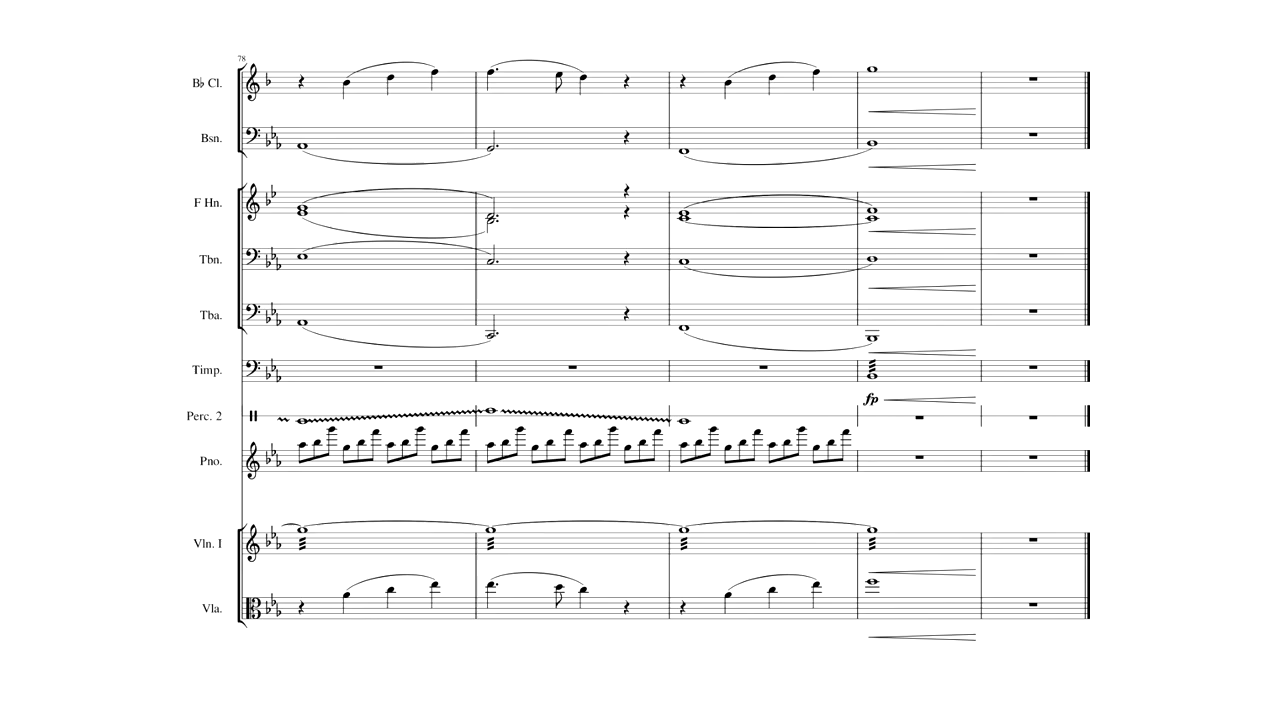 78
B♭ Cl.
Bsn.
F Hn.
Tbn.
Tba.
Timp.
fp
Perc. 2
Pno.
Vln. I
Vla.